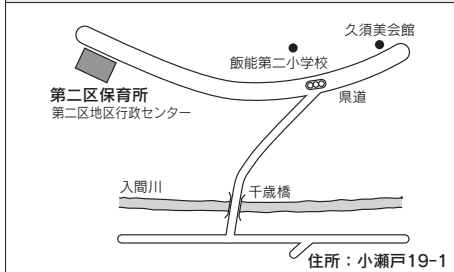 久須美会館
飯能第二小学校
県道
第二区保育所
第二区地区行政センター
入間川
千歳橋
住所：小瀬戸19-1